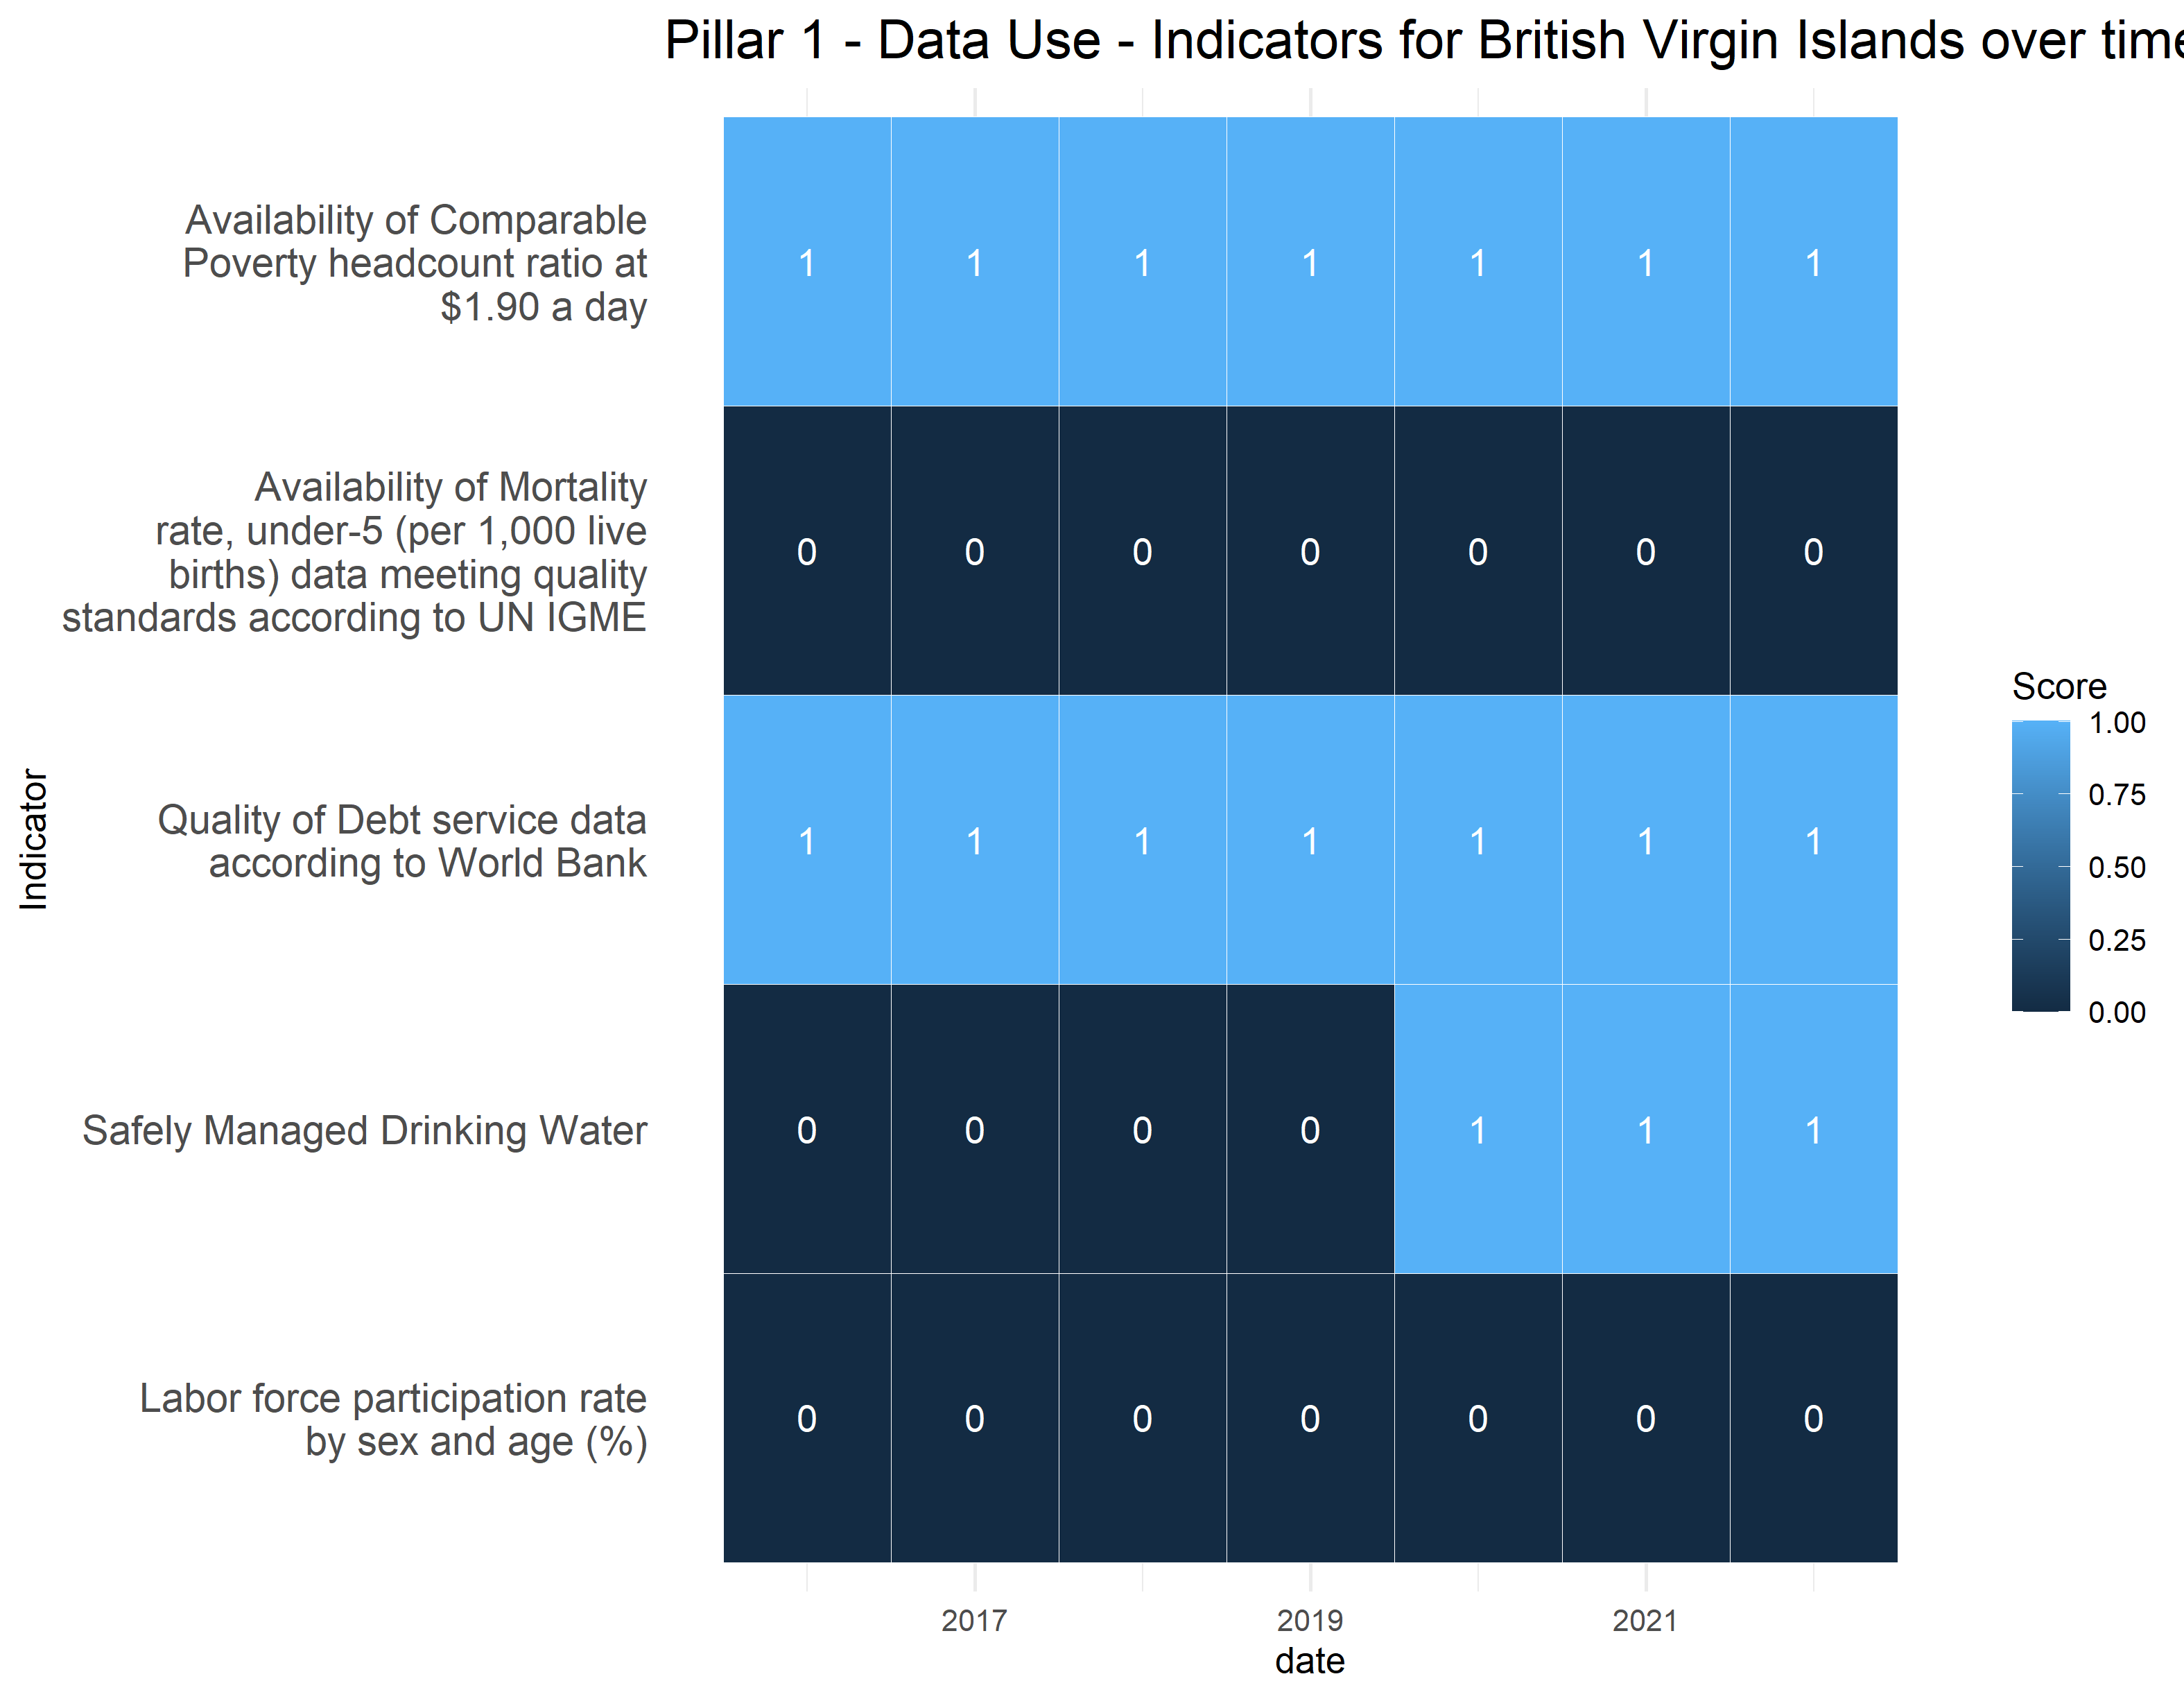 Pillar 1 - Data Use - Indicators for British Virgin Islands over time
Availability of Comparable
Poverty headcount ratio at
$1.90 a day
1 1 1 1 1 1 1
Availability of Mortality
rate, under-5 (per 1,000 live
births) data meeting quality
standards according to UN IGME
0 0 0 0 0 0 0
Quality of Debt service data
according to World Bank
1 1 1 1 1 1 1
Safely Managed Drinking Water
0 0 0 0 1 1 1
Labor force participation rate
by sex and age (%)
0 0 0 0 0 0 0
Indicator
2017 2019 2021
date
Score
1.00
0.75
0.50
0.25
0.00